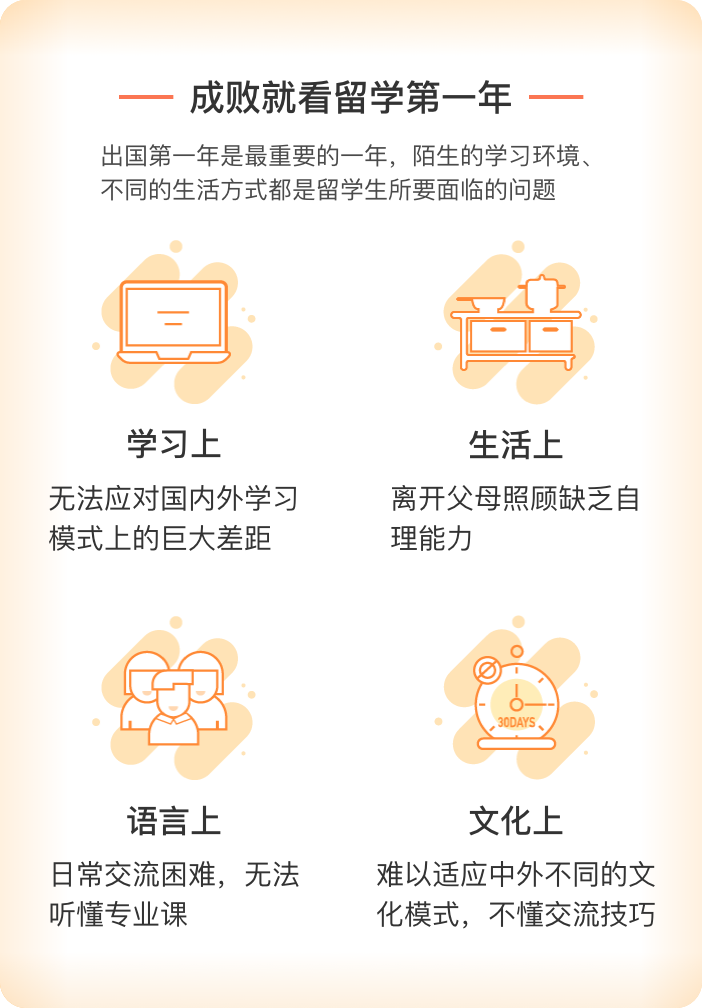 成败就看留学第一年
出国第一年是最重要的一年，陌生的学习环境、
不同的生活方式都是留学生所要面临的问题
学习上
无法应对国内外学习
模式上的巨大差距
生活上
离开父母照顾缺乏自
理能力
语言上
日常交流困难，无法
听懂专业课
30DAYS
文化上
难以适应中外不同的文
化模式，不懂交流技巧